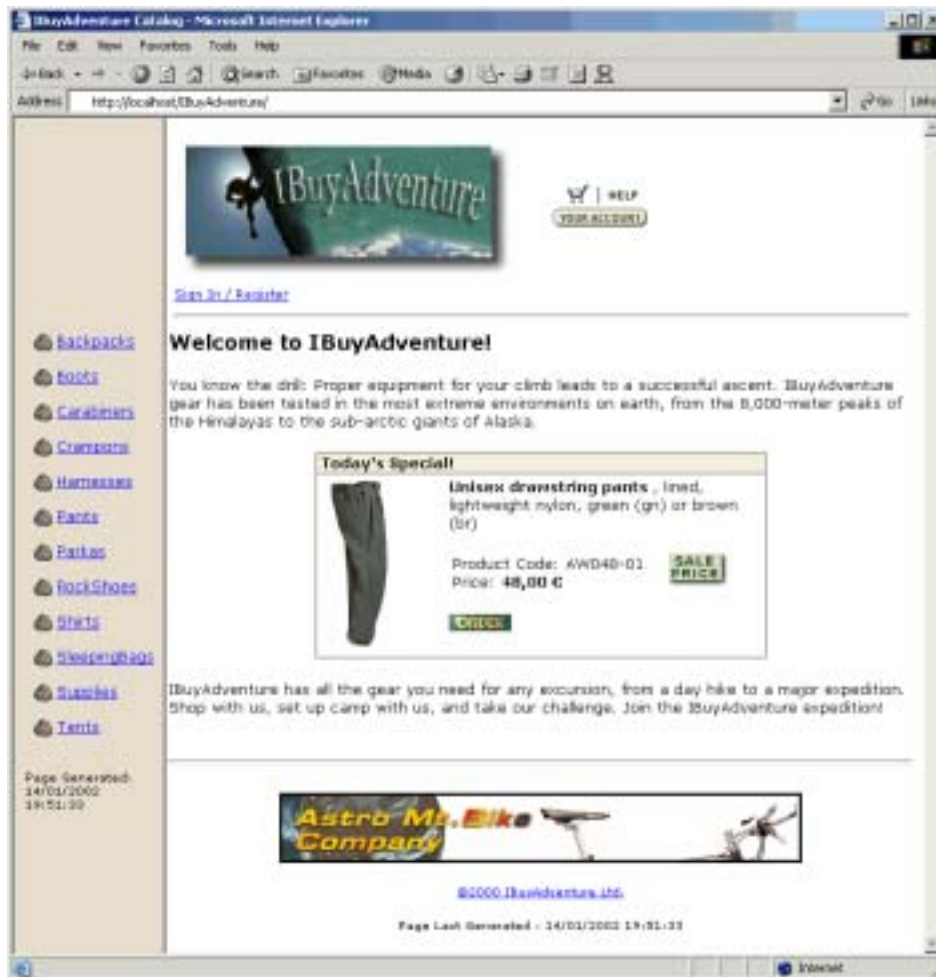 IBuyAdventure Catalog - Microsoft Internet Explorer
File Edit View Favorites Tools Help
Back Search Favorites Media
Address http://localhost/IBuyAdventure/ Go Links
IBuyAdventure
HELP
YOUR ACCOUNT
Sign In / Register
Backpacks
Boots
Carabiners
Crampons
Harnesses
Pants
Parkas
RockShoes
Shirts
SleepingBags
Supplies
Tents
Page Generated:
14/01/2002
19:51:33
Welcome to IBuyAdventure!
You know the drill: Proper equipment for your climb leads to a successful ascent. IBuyAdventure
gear has been tested in the most extreme environments on earth, from the 8,000-meter peaks of
the Himalayas to the sub-arctic giants of Alaska.
Today's Special!
Unisex drawstring pants , lined,
lightweight nylon, green (gn) or brown
(br)
Product Code: AW048-01
Price: 48,00 €
SALE
PRICE
ORDER
IBuyAdventure has all the gear you need for any excursion, from a day hike to a major expedition.
Shop with us, set up camp with us, and take our challenge. Join the IBuyAdventure expedition!
Astro Mt.Bike
Company
©2000 IBuyAdventure Ltd.
Page Last Generated - 14/01/2002 19:51:33
Internet